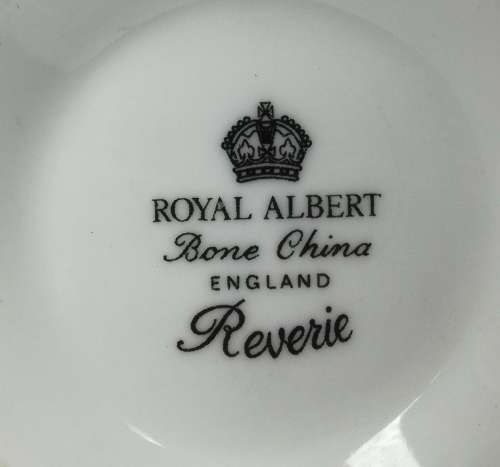 ROYAL ALBERT
Bone China
ENGLAND
Reverie